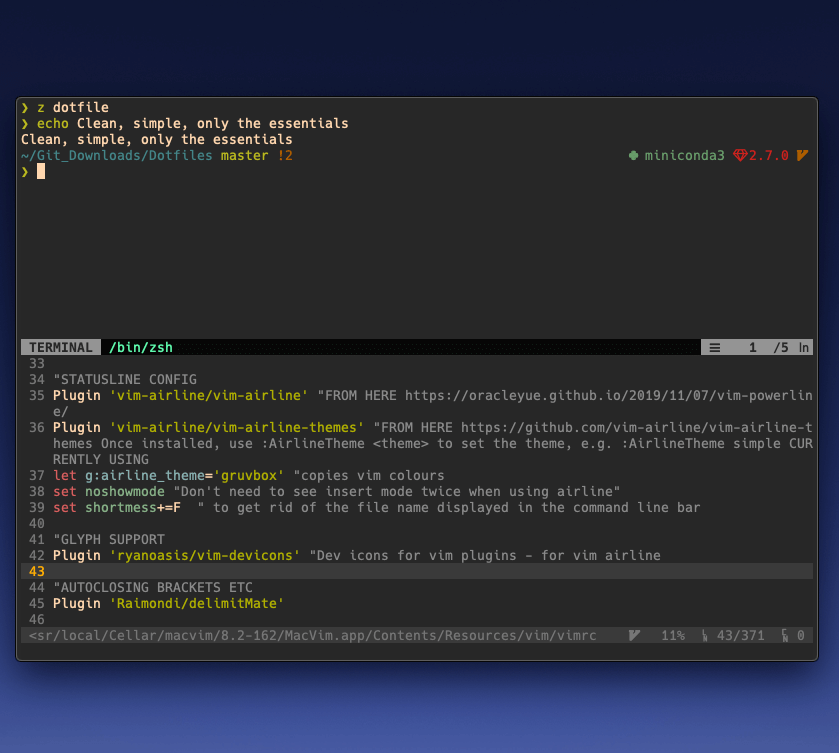 ❯ z dotfile
❯ echo Clean, simple, only the essentials
Clean, simple, only the essentials
~/Git_Downloads/Dotfiles master !2 miniconda3 2.7.0
❯
TERMINAL /bin/zsh ☰ 1 /5 ln
33
34 "STATUSLINE CONFIG
35 Plugin 'vim-airline/vim-airline' "FROM HERE https://oracleyue.github.io/2019/11/07/vim-powerlin
e/
36 Plugin 'vim-airline/vim-airline-themes' "FROM HERE https://github.com/vim-airline/vim-airline-t
hemes Once installed, use :AirlineTheme <theme> to set the theme, e.g. :AirlineTheme simple CUR
RENTLY USING
37 let g:airline_theme='gruvbox' "copies vim colours
38 set noshowmode "Don't need to see insert mode twice when using airline"
39 set shortmess+=F  " to get rid of the file name displayed in the command line bar
40
41 "GLYPH SUPPORT
42 Plugin 'ryanoasis/vim-devicons' "Dev icons for vim plugins - for vim airline
43
44 "AUTOCLOSING BRACKETS ETC
45 Plugin 'Raimondi/delimitMate'
46
<sr/local/Cellar/macvim/8.2-162/MacVim.app/Contents/Resources/vim/vimrc 11% 43/371 0